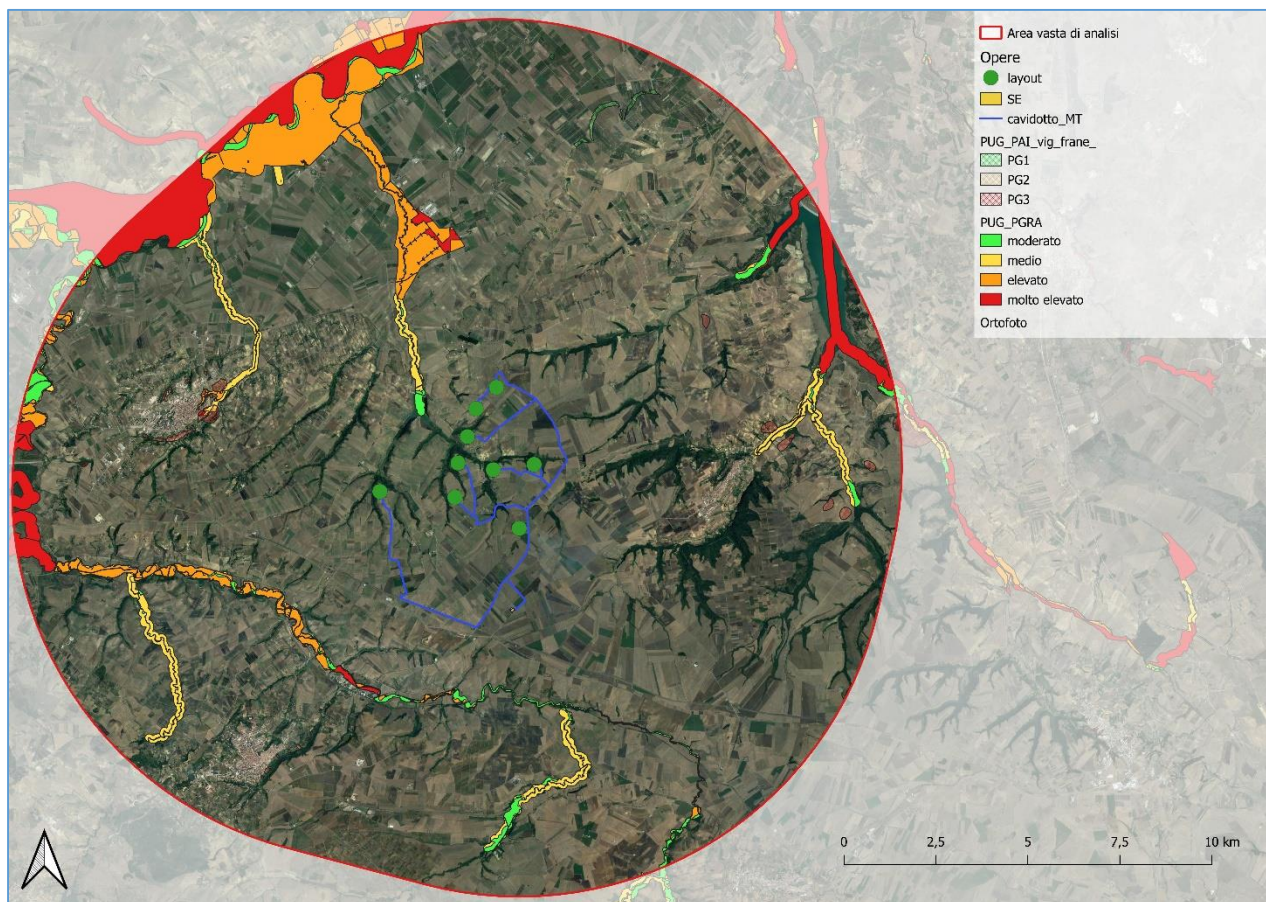 Area vasta di analisi
Opere
layout
SE
cavidotto_MT
PUG_PAI_vig_frane_
PG1
PG2
PG3
PUG_PGRA
moderato
medio
elevato
molto elevato
Ortofoto
0 2,5 5 7,5 10 km